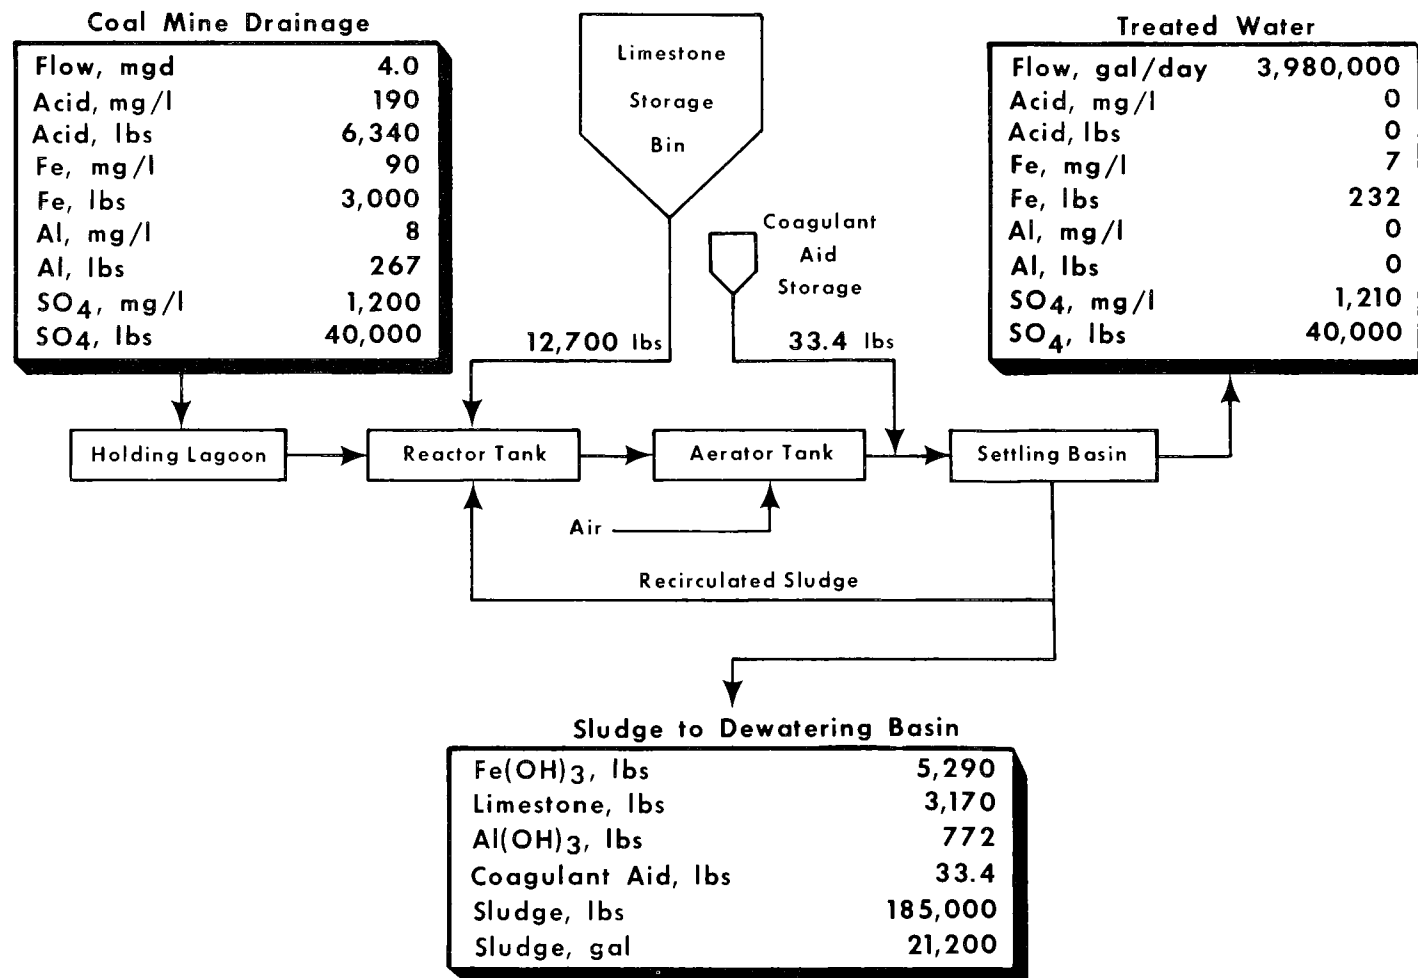 Coal Mine Drainage
Flow, mgd 4.0
Acid, mg/l 190
Acid, lbs 6,340
Fe, mg/l 90
Fe, lbs 3,000
Al, mg/l 8
Al, lbs 267
SO4, mg/l 1,200
SO4, lbs 40,000
Limestone
Storage
Bin
Coagulant
Aid
Storage
Treated Water
Flow, gal/day 3,980,000
Acid, mg/l 0
Acid, lbs 0
Fe, mg/l 7
Fe, lbs 232
Al, mg/l 0
Al, lbs 0
SO4, mg/l 1,210
SO4, lbs 40,000
12,700 lbs
33.4 lbs
Holding Lagoon
Reactor Tank
Aerator Tank
Settling Basin
Air
Recirculated Sludge
Sludge to Dewatering Basin
Fe(OH)3, lbs 5,290
Limestone, lbs 3,170
Al(OH)3, lbs 772
Coagulant Aid, lbs 33.4
Sludge, lbs 185,000
Sludge, gal 21,200